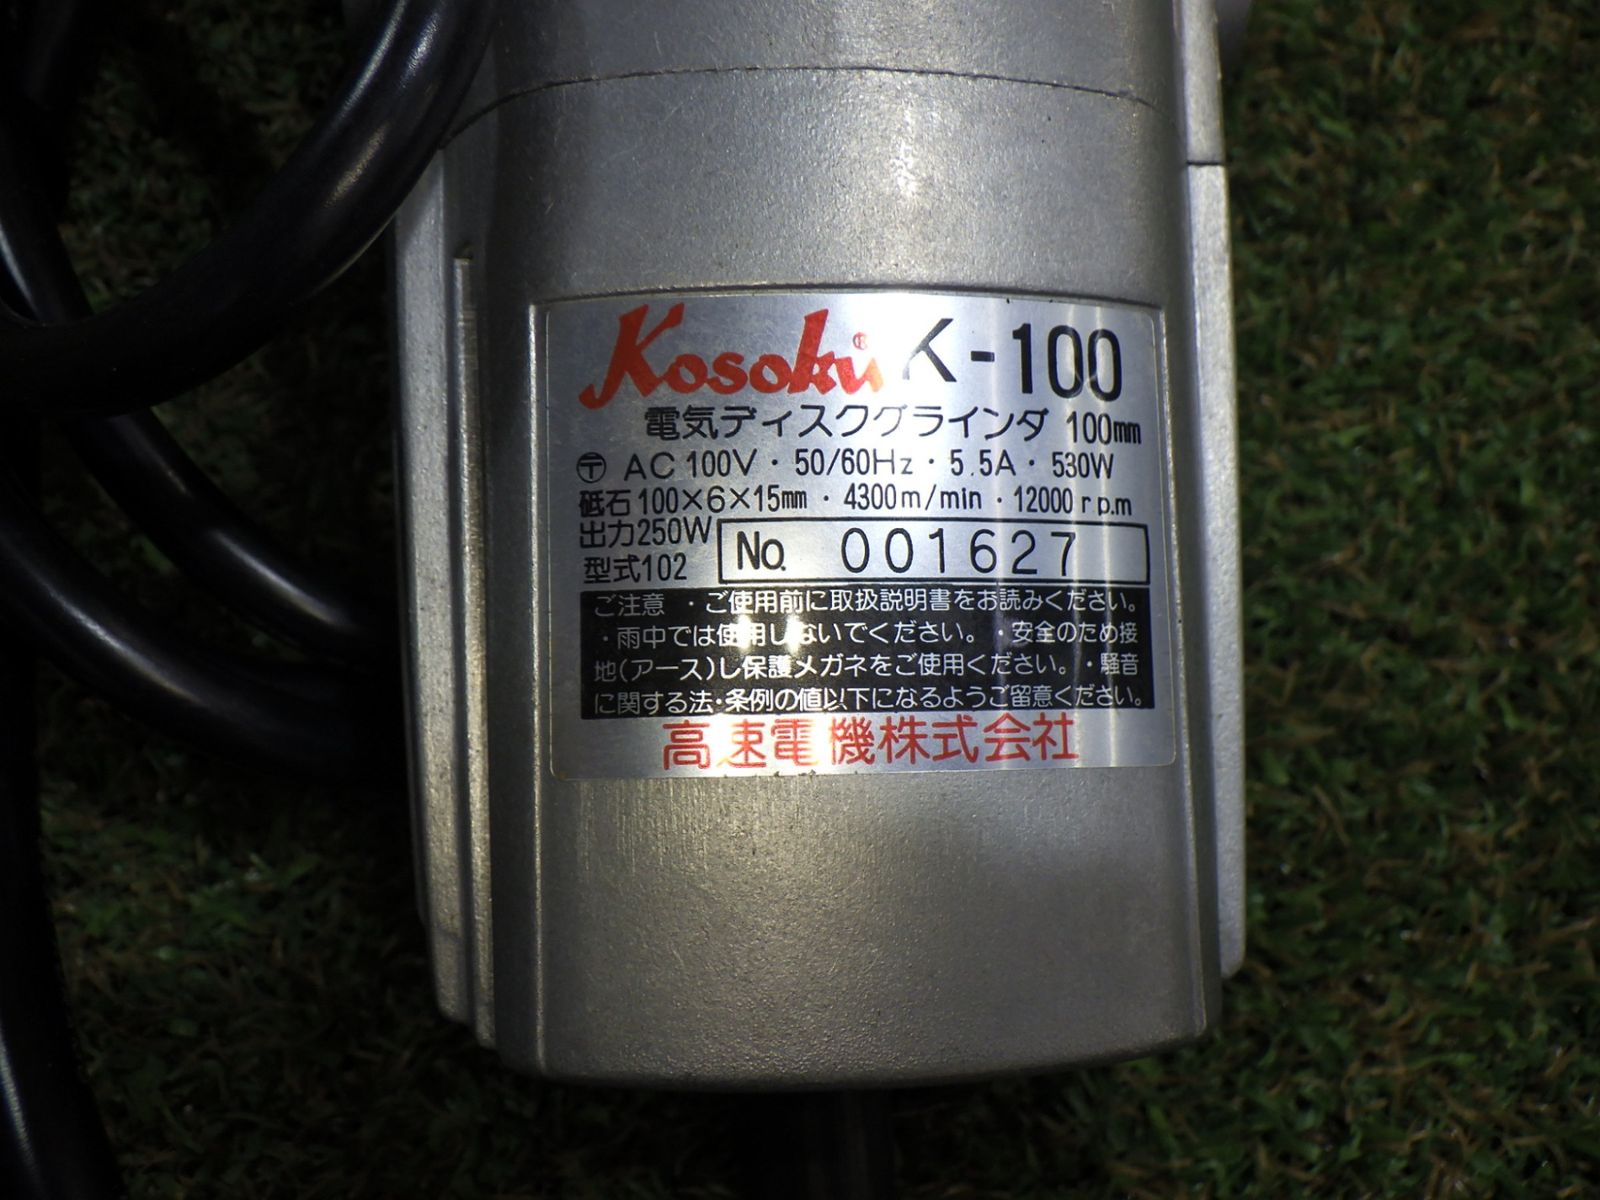 Kosoku® K-100
電気ディスクグラインダ 100mm
〶 AC 100V・50/60Hz・5.5A・530W
砥石 100×6×15mm・4300m/min・12000 r.p.m
出力250W
型式102
No. 001627
ご注意 ・ご使用前に取扱説明書をお読みください。
・雨中では使用しないでください。・安全のため接
地(アース)し保護メガネをご使用ください。・騒音
に関する法・条例の値以下になるようご留意ください。
高速電機株式会社